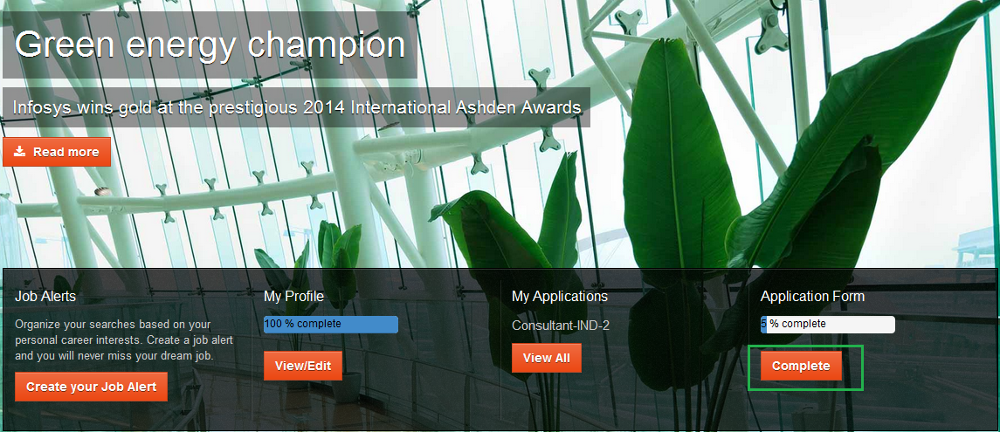 Green energy champion
Infosys wins gold at the prestigious 2014 International Ashden Awards
Read more
Job Alerts
Organize your searches based on your
personal career interests. Create a job alert
and you will never miss your dream job.
Create your Job Alert
My Profile
100 % complete
View/Edit
My Applications
Consultant-IND-2
View All
Application Form
5 % complete
Complete